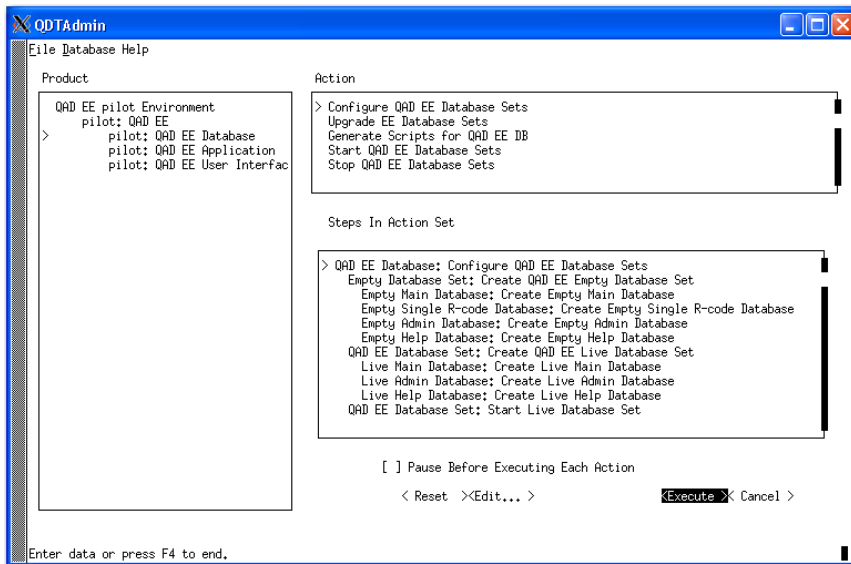 QDTAdmin
File Database Help
Product
QAD EE pilot Environment
pilot: QAD EE
> pilot: QAD EE Database
pilot: QAD EE Application
pilot: QAD EE User Interfac
Action
> Configure QAD EE Database Sets
Upgrade EE Database Sets
Generate Scripts for QAD EE DB
Start QAD EE Database Sets
Stop QAD EE Database Sets
Steps In Action Set
> QAD EE Database: Configure QAD EE Database Sets
Empty Database Set: Create QAD EE Empty Database Set
Empty Main Database: Create Empty Main Database
Empty Single R-code Database: Create Empty Single R-code Database
Empty Admin Database: Create Empty Admin Database
Empty Help Database: Create Empty Help Database
QAD EE Database Set: Create QAD EE Live Database Set
Live Main Database: Create Live Main Database
Live Admin Database: Create Live Admin Database
Live Help Database: Create Live Help Database
QAD EE Database Set: Start Live Database Set
[ ] Pause Before Executing Each Action
< Reset ><Edit... > <Execute >< Cancel >
Enter data or press F4 to end.